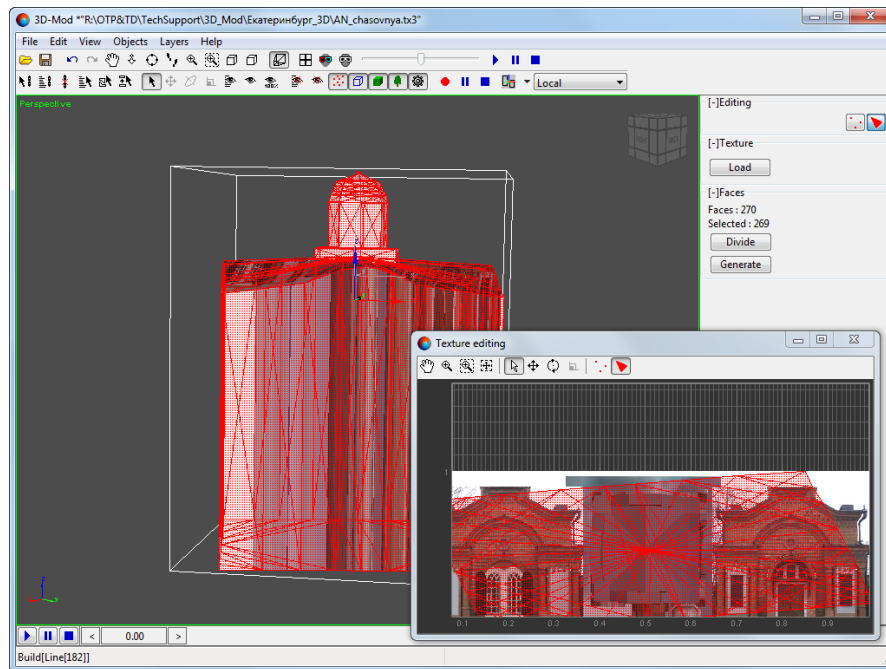 3D-Mod *"R:\OTP&TD\TechSupport\3D_Mod\Екатеринбург_3D\AN_chasovnya.tx3"
File Edit View Objects Layers Help
Local
Perspective
[-]Editing
[-]Texture
Load
[-]Faces
Faces : 270
Selected : 269
Divide
Generate
Texture editing
1
0.1 0.2 0.3 0.4 0.5 0.6 0.7 0.8 0.9
< 0.00 >
Build[Line[182]]